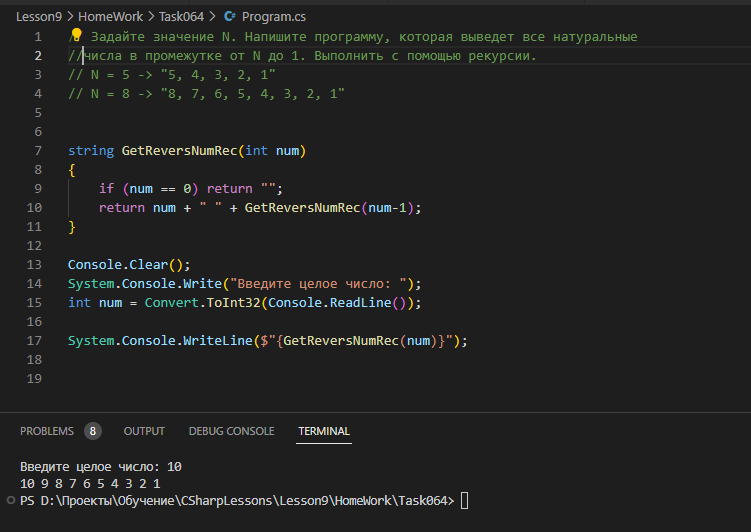 Lesson9 > HomeWork > Task064 > Program.cs
1 // Задайте значение N. Напишите программу, которая выведет все натуральные
2 //числа в промежутке от N до 1. Выполнить с помощью рекурсии.
3 // N = 5 -> "5, 4, 3, 2, 1"
4 // N = 8 -> "8, 7, 6, 5, 4, 3, 2, 1"
5
6
7 string GetReversNumRec(int num)
8 {
9     if (num == 0) return "";
10     return num + " " + GetReversNumRec(num-1);
11 }
12
13 Console.Clear();
14 System.Console.Write("Введите целое число: ");
15 int num = Convert.ToInt32(Console.ReadLine());
16
17 System.Console.WriteLine($"{GetReversNumRec(num)}");
18
19
PROBLEMS 8 OUTPUT DEBUG CONSOLE TERMINAL
Введите целое число: 10
10 9 8 7 6 5 4 3 2 1
PS D:\Проекты\Обучение\CSharpLessons\Lesson9\HomeWork\Task064>